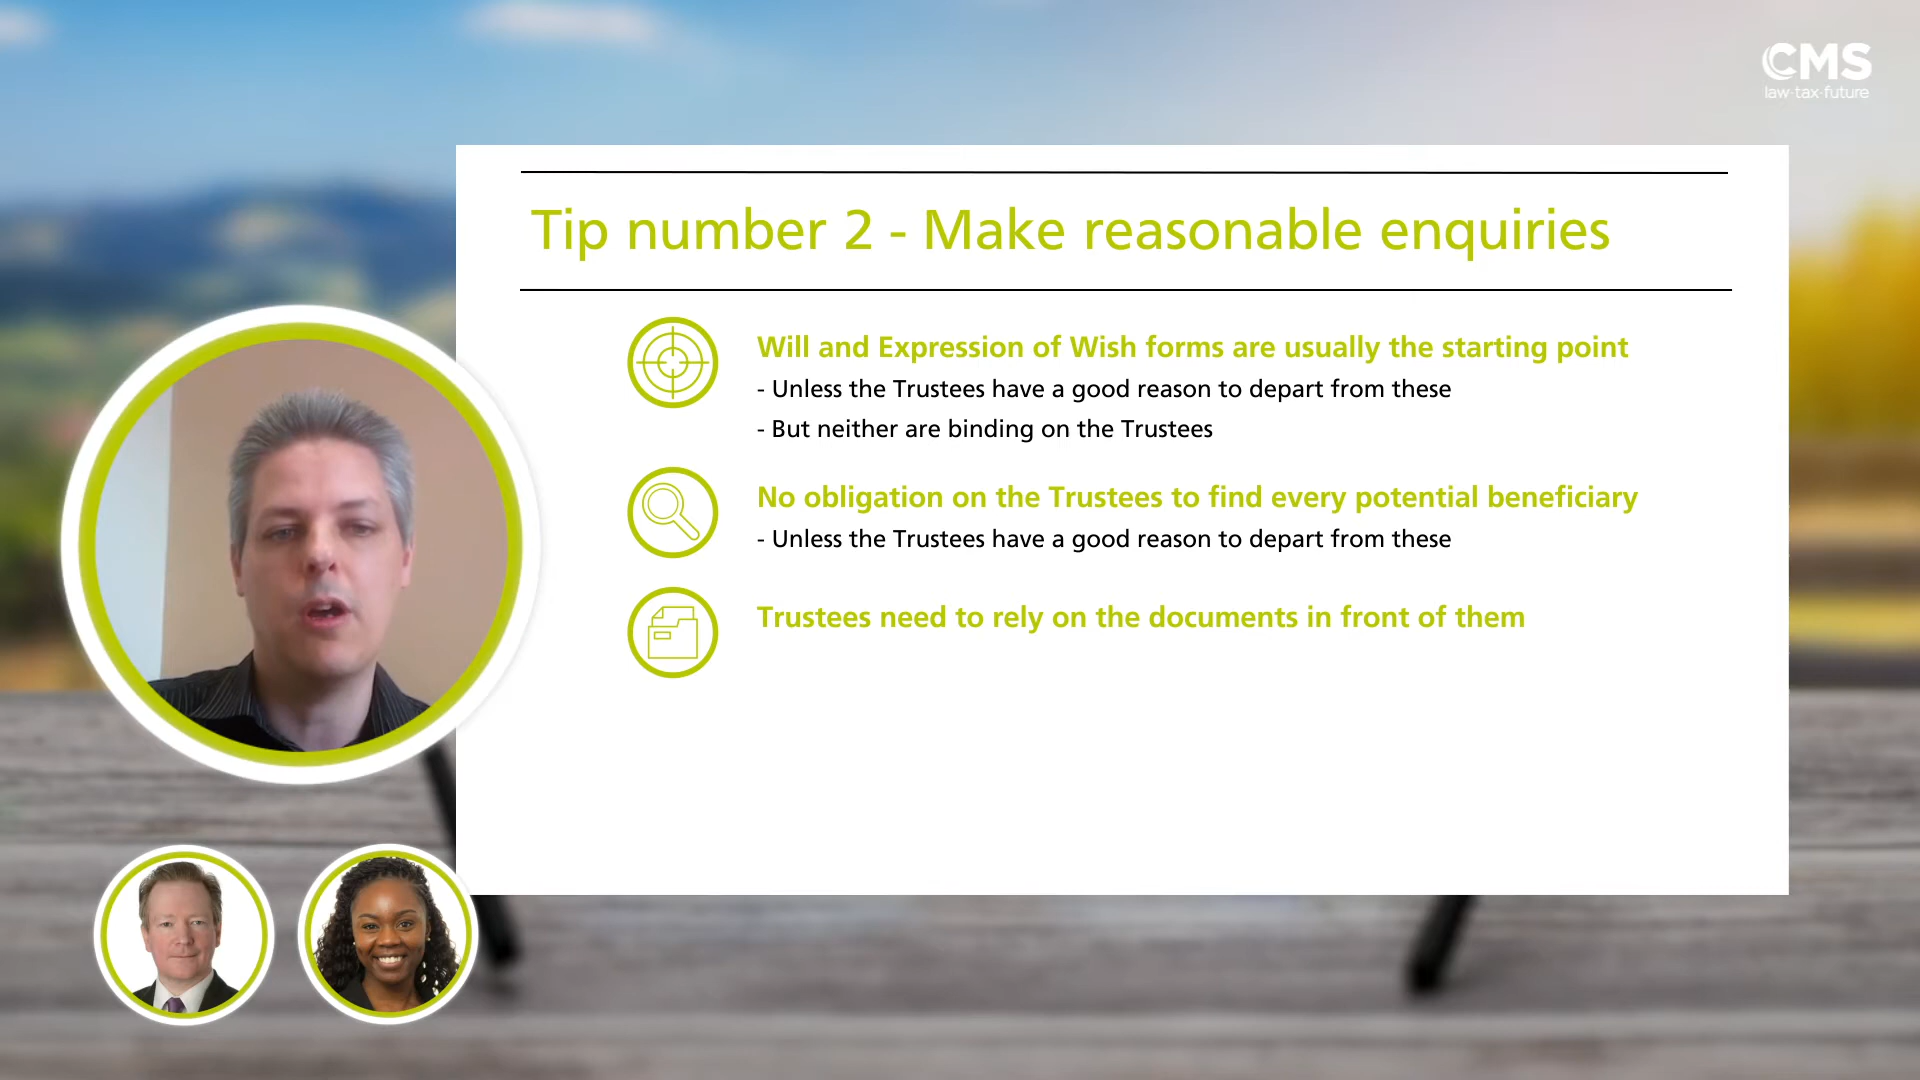 CMS
law·tax·future
Tip number 2 - Make reasonable enquiries
Will and Expression of Wish forms are usually the starting point
- Unless the Trustees have a good reason to depart from these
- But neither are binding on the Trustees
No obligation on the Trustees to find every potential beneficiary
- Unless the Trustees have a good reason to depart from these
Trustees need to rely on the documents in front of them